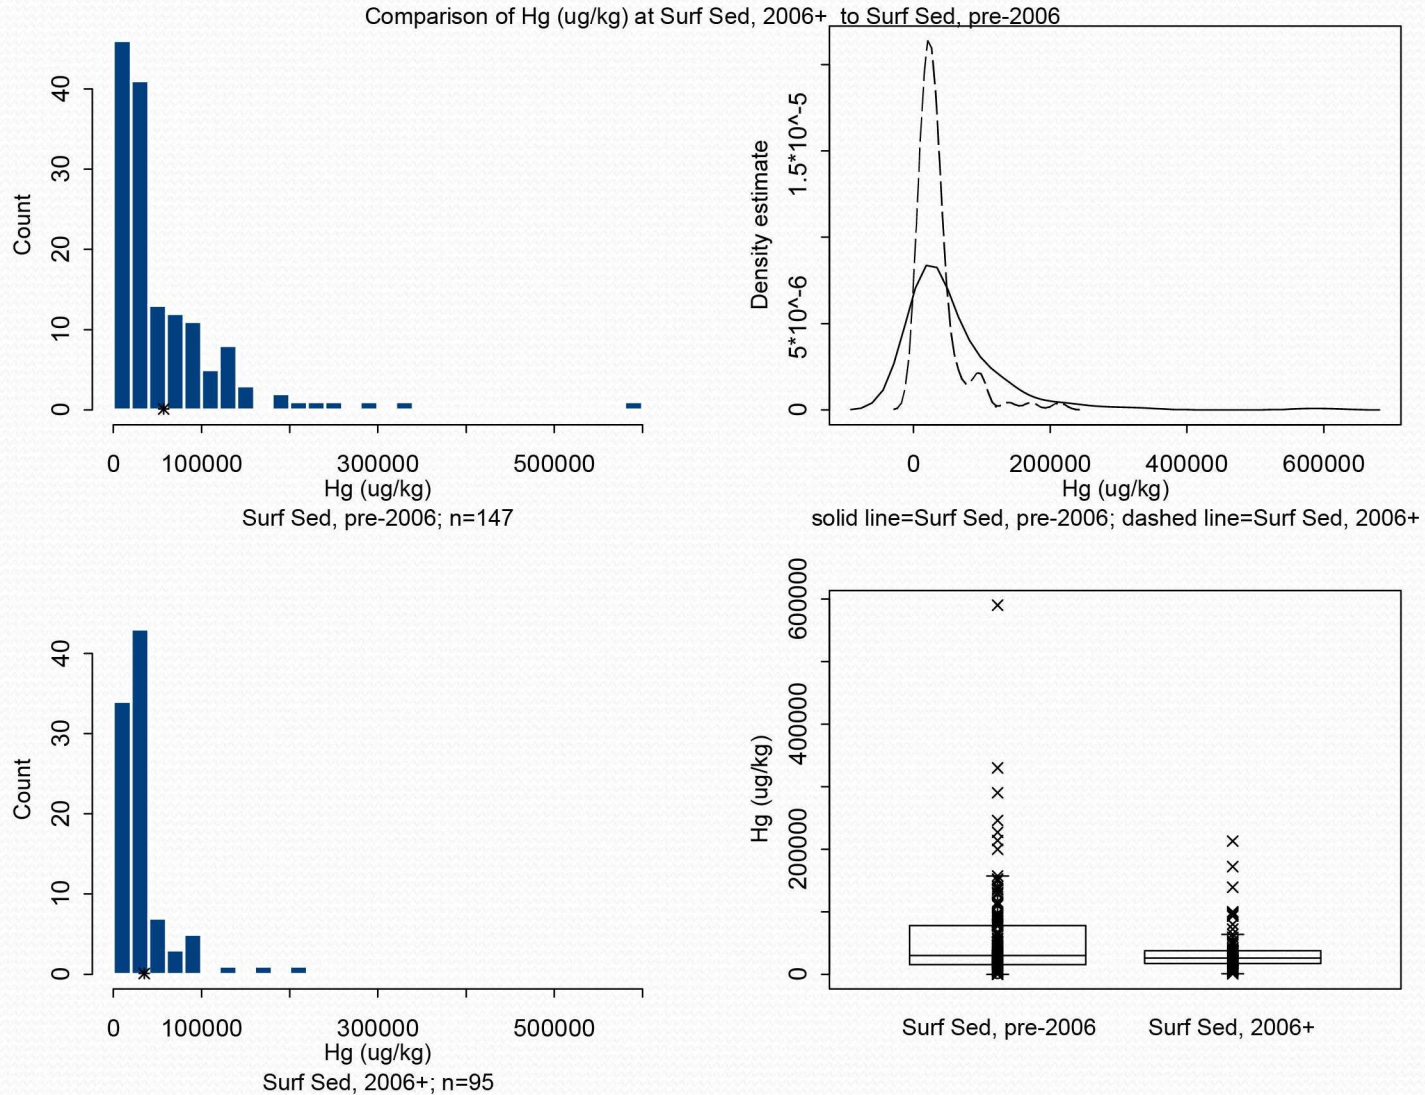 Comparison of Hg (ug/kg) at Surf Sed, 2006+  to Surf Sed, pre-2006
Count
0
10
20
30
40
0
100000
300000
500000
Hg (ug/kg)
Surf Sed, pre-2006; n=147
Density estimate
0
5*10^-6
1.5*10^-5
0
200000
400000
600000
Hg (ug/kg)
solid line=Surf Sed, pre-2006; dashed line=Surf Sed, 2006+
Count
0
10
20
30
40
0
100000
300000
500000
Hg (ug/kg)
Surf Sed, 2006+; n=95
Hg (ug/kg)
0
200000
400000
600000
Surf Sed, pre-2006
Surf Sed, 2006+